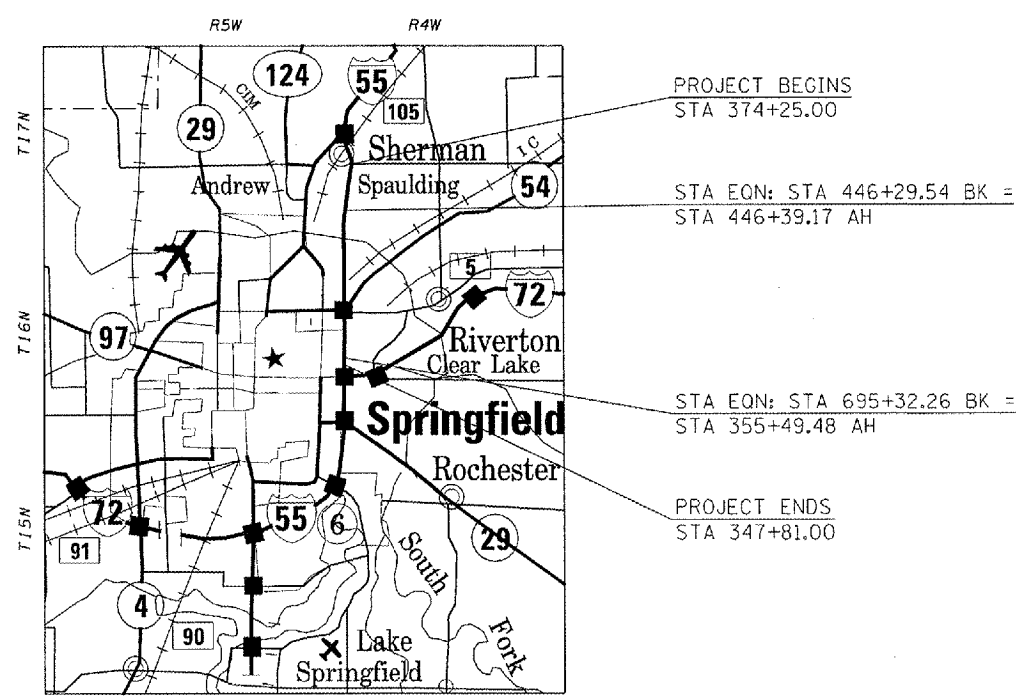 R5W R4W
124
55
CIM
105
29
T17N
Sherman
I C
Andrew Spaulding
54
5
72
T16N
97
Riverton
Clear Lake
Springfield
Rochester
72
55
6
29
T15N
91
South
4
90
Fork
Lake
Springfield
PROJECT BEGINS
STA 374+25.00
STA EQN: STA 446+29.54 BK =
STA 446+39.17 AH
STA EQN: STA 695+32.26 BK =
STA 355+49.48 AH
PROJECT ENDS
STA 347+81.00